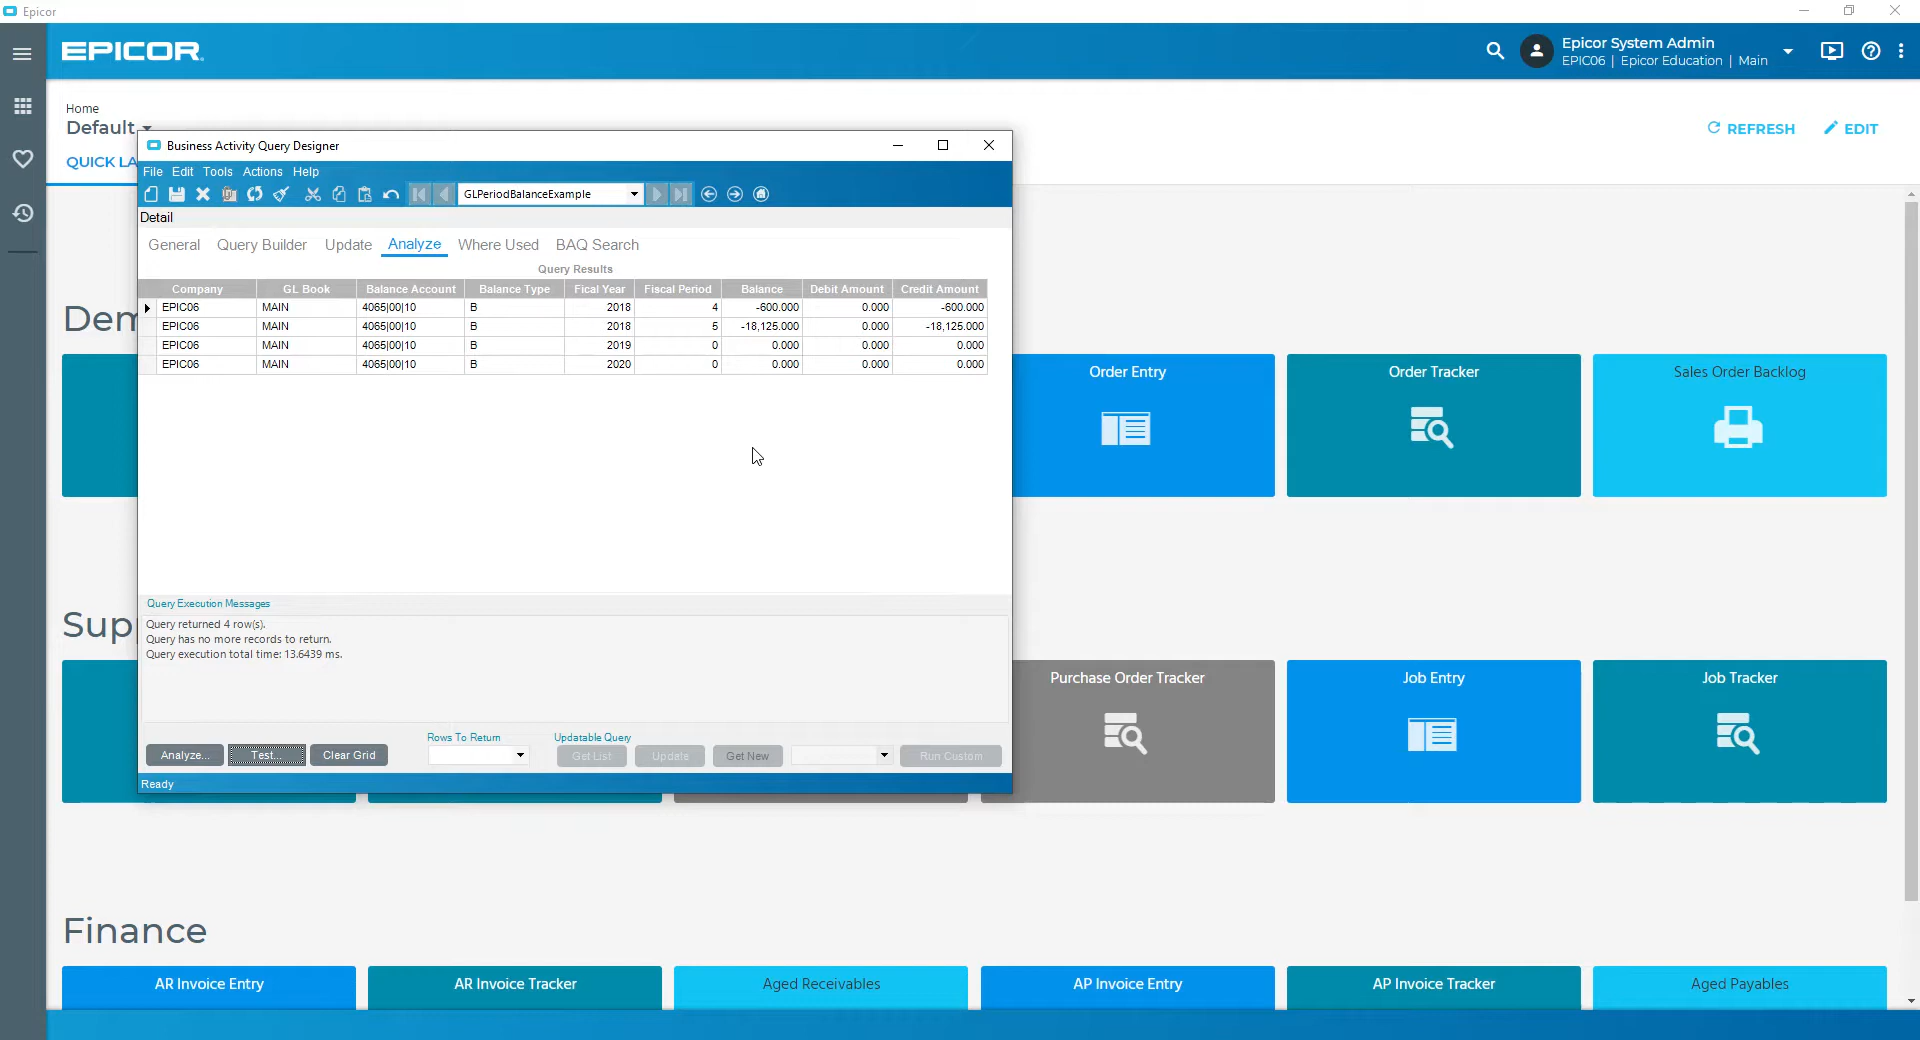 Epicor
EPICOR
Epicor System Admin
EPIC06 | Epicor Education | Main
Home
Default
REFRESH
EDIT
QUICK LA
Business Activity Query Designer
File Edit Tools Actions Help
GLPeriodBalanceExample
Detail
General Query Builder Update Analyze Where Used BAQ Search
Query Results
Company GL Book Balance Account Balance Type Fical Year Fiscal Period Balance Debit Amount Credit Amount
EPIC06 MAIN 4065|00|10 B 2018 4 -600.000 0.000 -600.000
EPIC06 MAIN 4065|00|10 B 2018 5 -18,125.000 0.000 -18,125.000
EPIC06 MAIN 4065|00|10 B 2019 0 0.000 0.000 0.000
EPIC06 MAIN 4065|00|10 B 2020 0 0.000 0.000 0.000
Query Execution Messages
Query returned 4 row(s).
Query has no more records to return.
Query execution total time: 13.6439 ms.
Rows To Return Updatable Query
Analyze... Test... Clear Grid Get List Update Get New Run Custom
Ready
Dem
Order Entry Order Tracker Sales Order Backlog
Supp
Purchase Order Tracker Job Entry Job Tracker
Finance
AR Invoice Entry AR Invoice Tracker Aged Receivables AP Invoice Entry AP Invoice Tracker Aged Payables